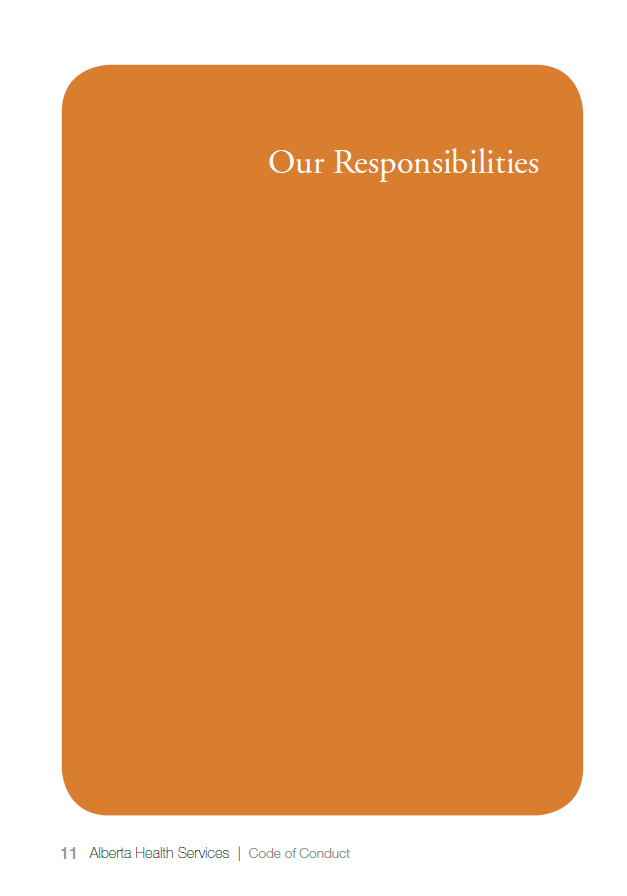 Our Responsibilities
11 Alberta Health Services | Code of Conduct